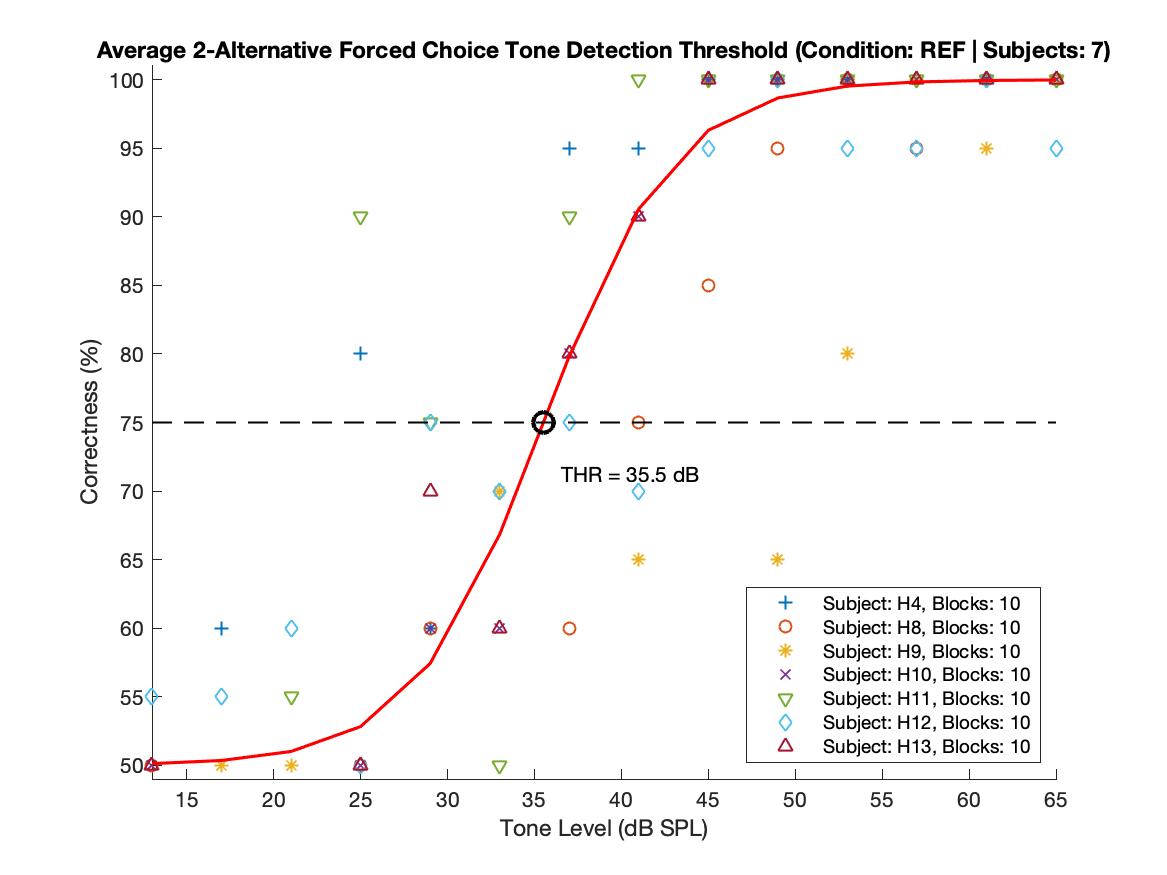 Average 2-Alternative Forced Choice Tone Detection Threshold (Condition: REF | Subjects: 7)
Correctness (%)
100
95
90
85
80
75
70
65
60
55
50
THR = 35.5 dB
Subject: H4, Blocks: 10
Subject: H8, Blocks: 10
Subject: H9, Blocks: 10
Subject: H10, Blocks: 10
Subject: H11, Blocks: 10
Subject: H12, Blocks: 10
Subject: H13, Blocks: 10
15 20 25 30 35 40 45 50 55 60 65
Tone Level (dB SPL)